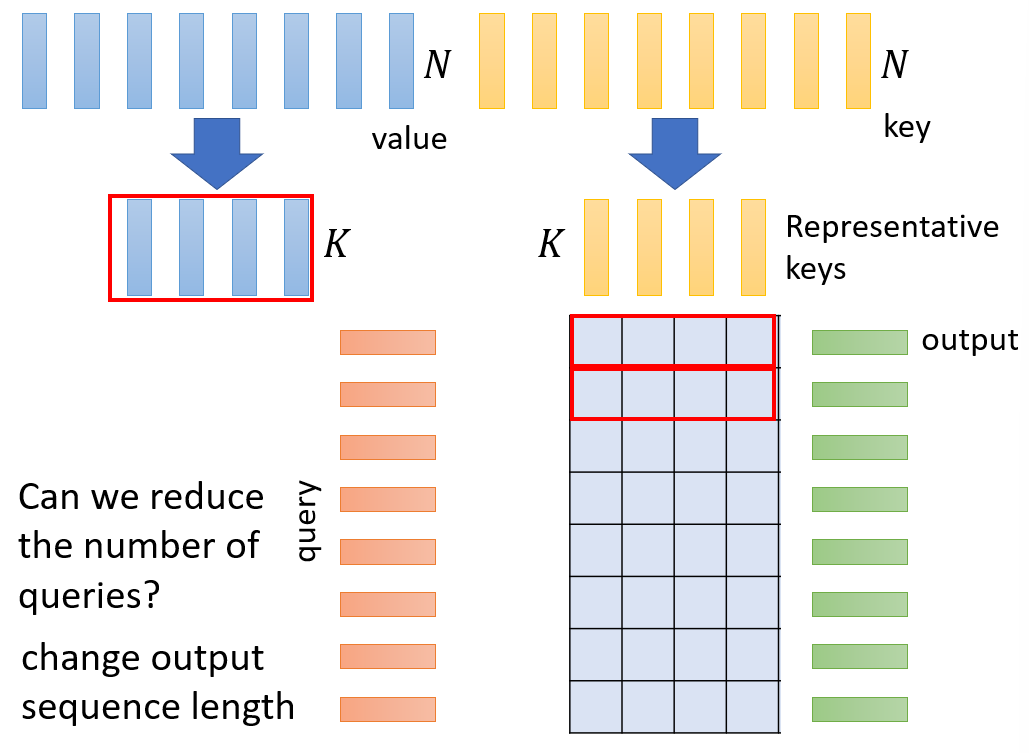 N
N
value
key
K
K
Representative
keys
output
query
Can we reduce
the number of
queries?
change output
sequence length